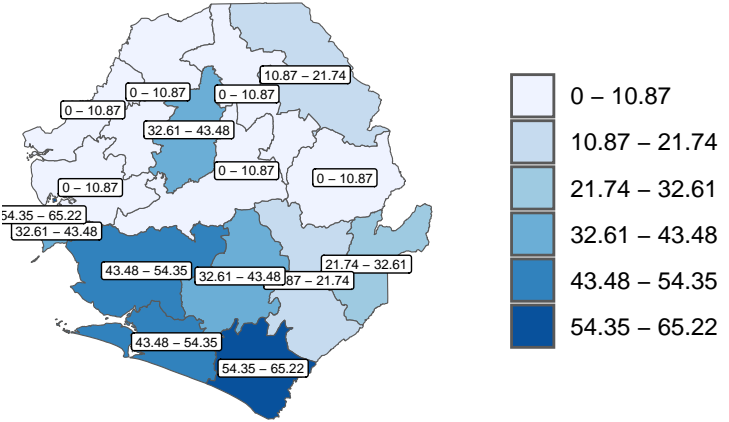 10.87 – 21.74
0 – 10.87
0 – 10.87
0 – 10.87
32.61 – 43.48
0 – 10.87
0 – 10.87
0 – 10.87
54.35 – 65.22
32.61 – 43.48
21.74 – 32.61
43.48 – 54.35
32.61 – 43.48
87 – 21.74
43.48 – 54.35
54.35 – 65.22
0 – 10.87
10.87 – 21.74
21.74 – 32.61
32.61 – 43.48
43.48 – 54.35
54.35 – 65.22